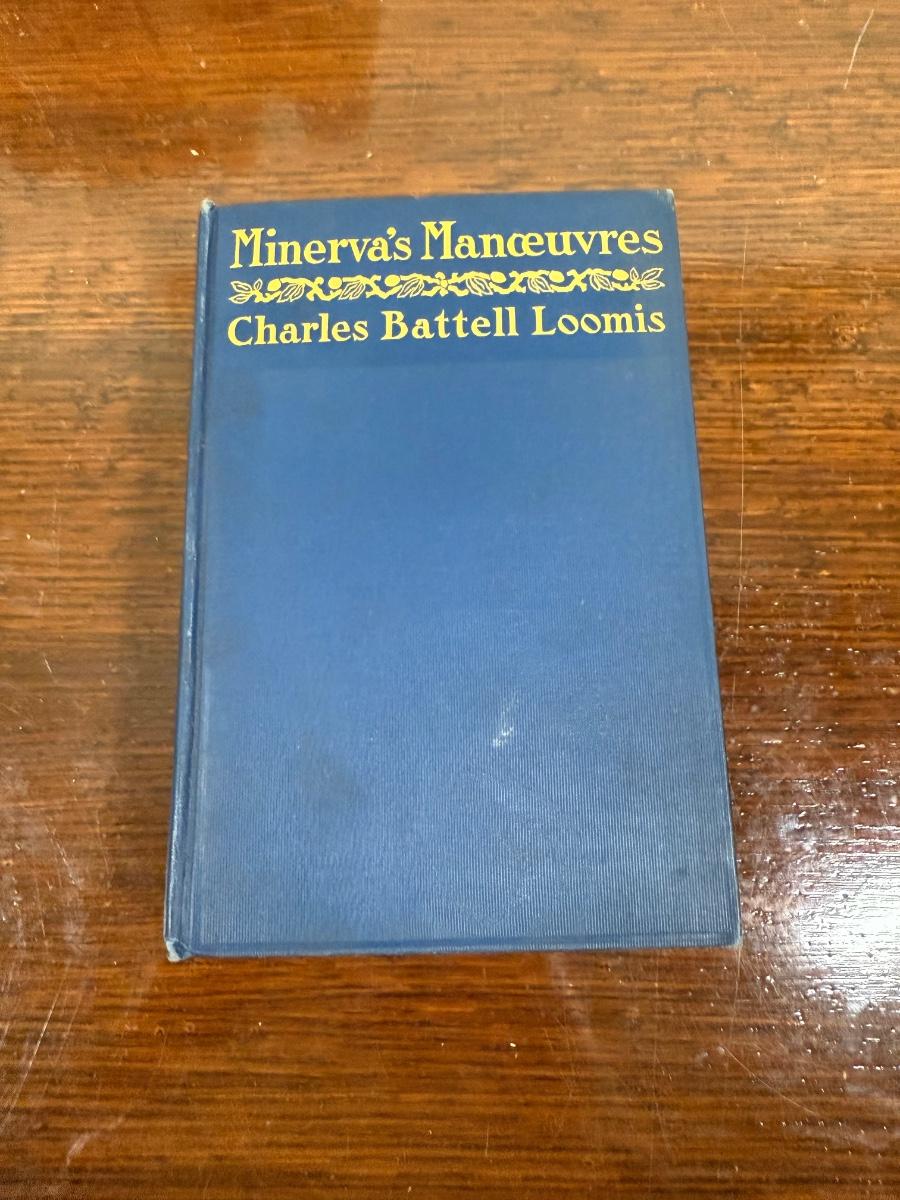 Minerva's Manœuvres
Charles Battell Loomis